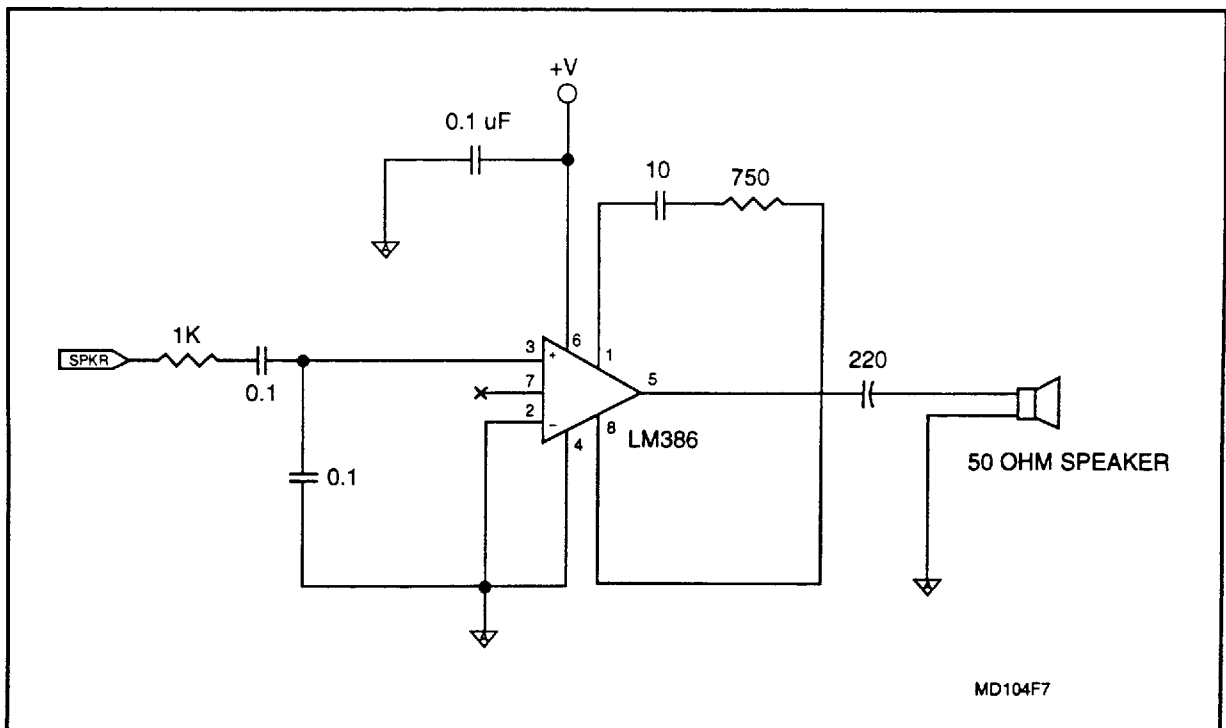 +V
0.1 uF
10
750
SPKR
1K
0.1
0.1
3
+
7
2
−
6
1
4
8
5
LM386
220
50 OHM SPEAKER
A
A
A
MD104F7